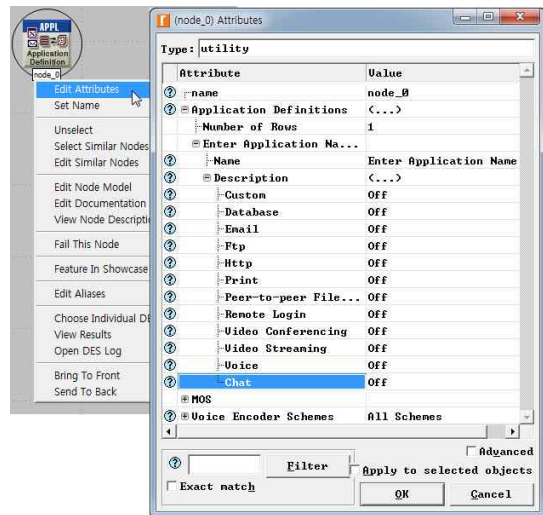 APPL
Application
Definition
node_0
Edit Attributes
Set Name
Unselect
Select Similar Nodes
Edit Similar Nodes
Edit Node Model
Edit Documentation
View Node Descripti
Fail This Node
Feature In Showcase
Edit Aliases
Choose Individual DE
View Results
Open DES Log
Bring To Front
Send To Back
(node_0) Attributes
Type: utility
Attribute Value
name node_0
Application Definitions (...)
Number of Rows 1
Enter Application Na...
Name Enter Application Name
Description (...)
Custom Off
Database Off
Email Off
Ftp Off
Http Off
Print Off
Peer-to-peer File... Off
Remote Login Off
Video Conferencing Off
Video Streaming Off
Voice Off
Chat Off
MOS
Voice Encoder Schemes All Schemes
Advanced
Filter
Apply to selected objects
Exact match
OK Cancel